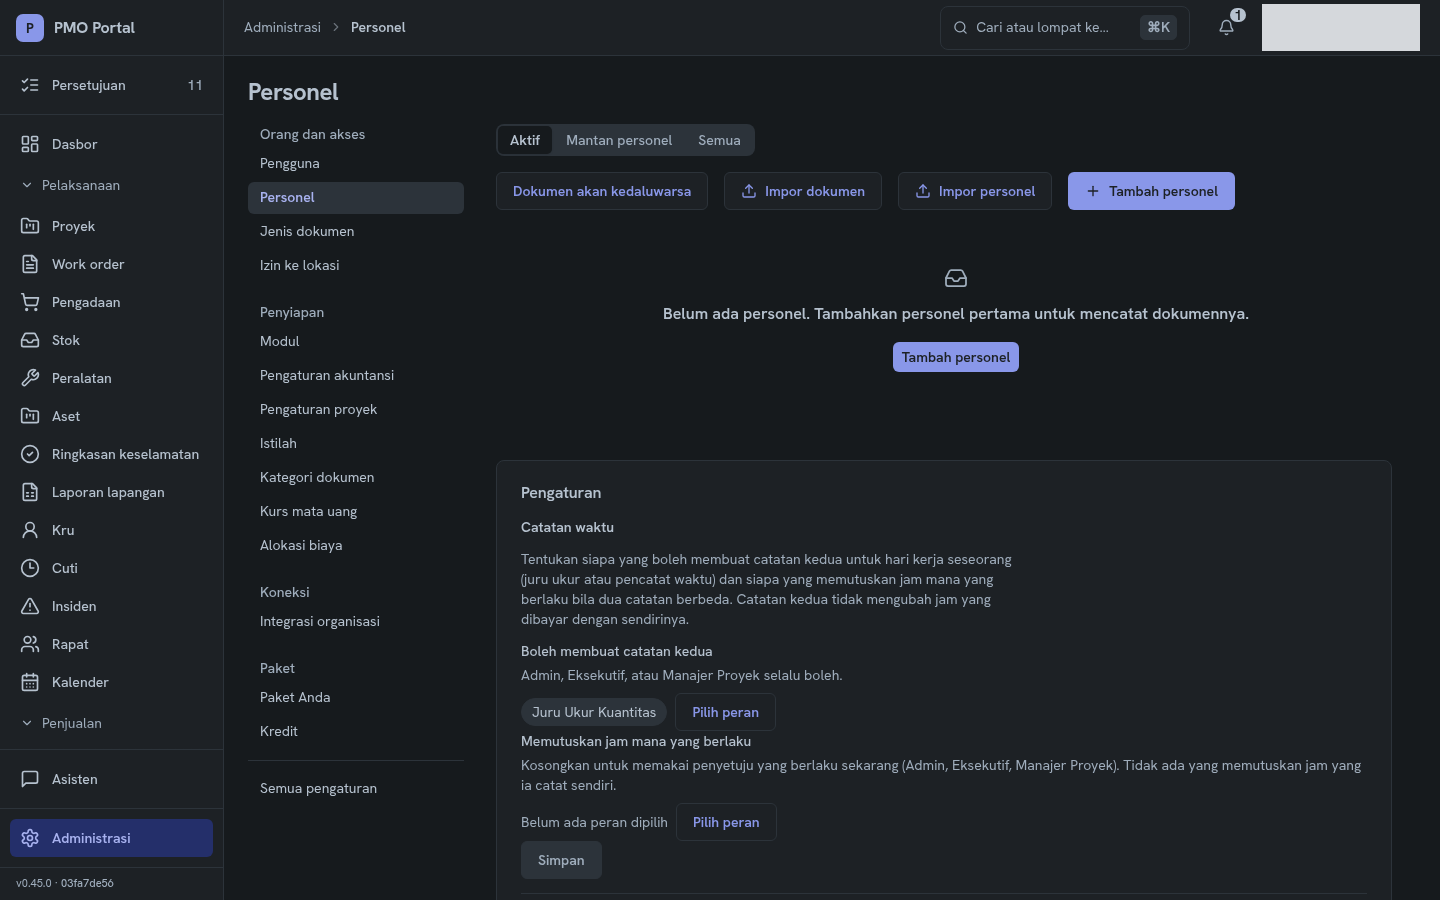 P PMO Portal
Administrasi > Personel
Cari atau lompat ke... ⌘K
1
Persetujuan 11
Dasbor
Pelaksanaan
Proyek
Work order
Pengadaan
Stok
Peralatan
Aset
Ringkasan keselamatan
Laporan lapangan
Kru
Cuti
Insiden
Rapat
Kalender
Penjualan
Asisten
Administrasi
v0.45.0 · 03fa7de56
Personel
Orang dan akses
Pengguna
Personel
Jenis dokumen
Izin ke lokasi
Penyiapan
Modul
Pengaturan akuntansi
Pengaturan proyek
Istilah
Kategori dokumen
Kurs mata uang
Alokasi biaya
Koneksi
Integrasi organisasi
Paket
Paket Anda
Kredit
Semua pengaturan
Aktif Mantan personel Semua
Dokumen akan kedaluwarsa Impor dokumen Impor personel + Tambah personel
Belum ada personel. Tambahkan personel pertama untuk mencatat dokumennya.
Tambah personel
Pengaturan
Catatan waktu
Tentukan siapa yang boleh membuat catatan kedua untuk hari kerja seseorang
(juru ukur atau pencatat waktu) dan siapa yang memutuskan jam mana yang
berlaku bila dua catatan berbeda. Catatan kedua tidak mengubah jam yang
dibayar dengan sendirinya.
Boleh membuat catatan kedua
Admin, Eksekutif, atau Manajer Proyek selalu boleh.
Juru Ukur Kuantitas Pilih peran
Memutuskan jam mana yang berlaku
Kosongkan untuk memakai penyetuju yang berlaku sekarang (Admin, Eksekutif, Manajer Proyek). Tidak ada yang memutuskan jam yang
ia catat sendiri.
Belum ada peran dipilih Pilih peran
Simpan